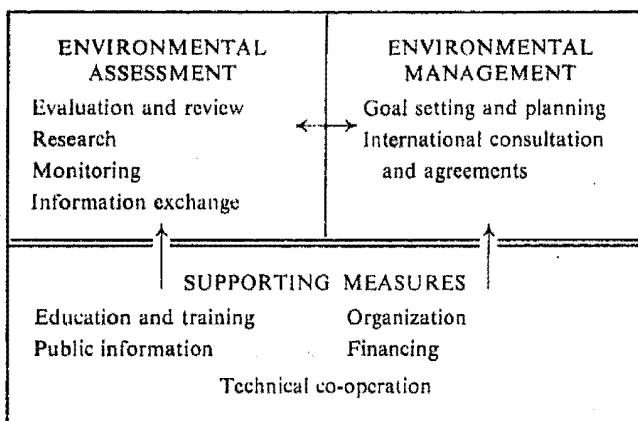 ENVIRONMENTAL
ASSESSMENT
Evaluation and review
Research
Monitoring
Information exchange
ENVIRONMENTAL
MANAGEMENT
Goal setting and planning
International consultation
and agreements
SUPPORTING MEASURES
Education and training
Public information
Organization
Financing
Technical co-operation